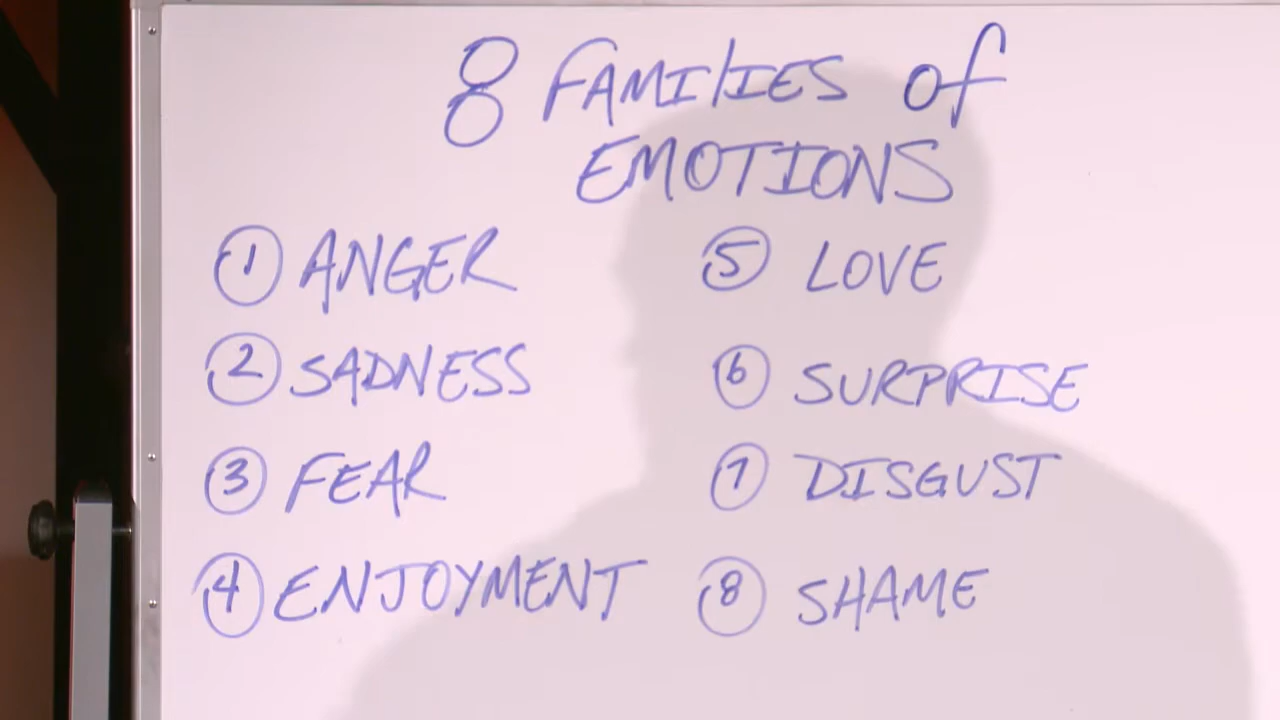 8 FAMILIES of
EMOTIONS
1 ANGER
2 SADNESS
3 FEAR
4 ENJOYMENT
5 LOVE
6 SURPRISE
7 DISGUST
8 SHAME